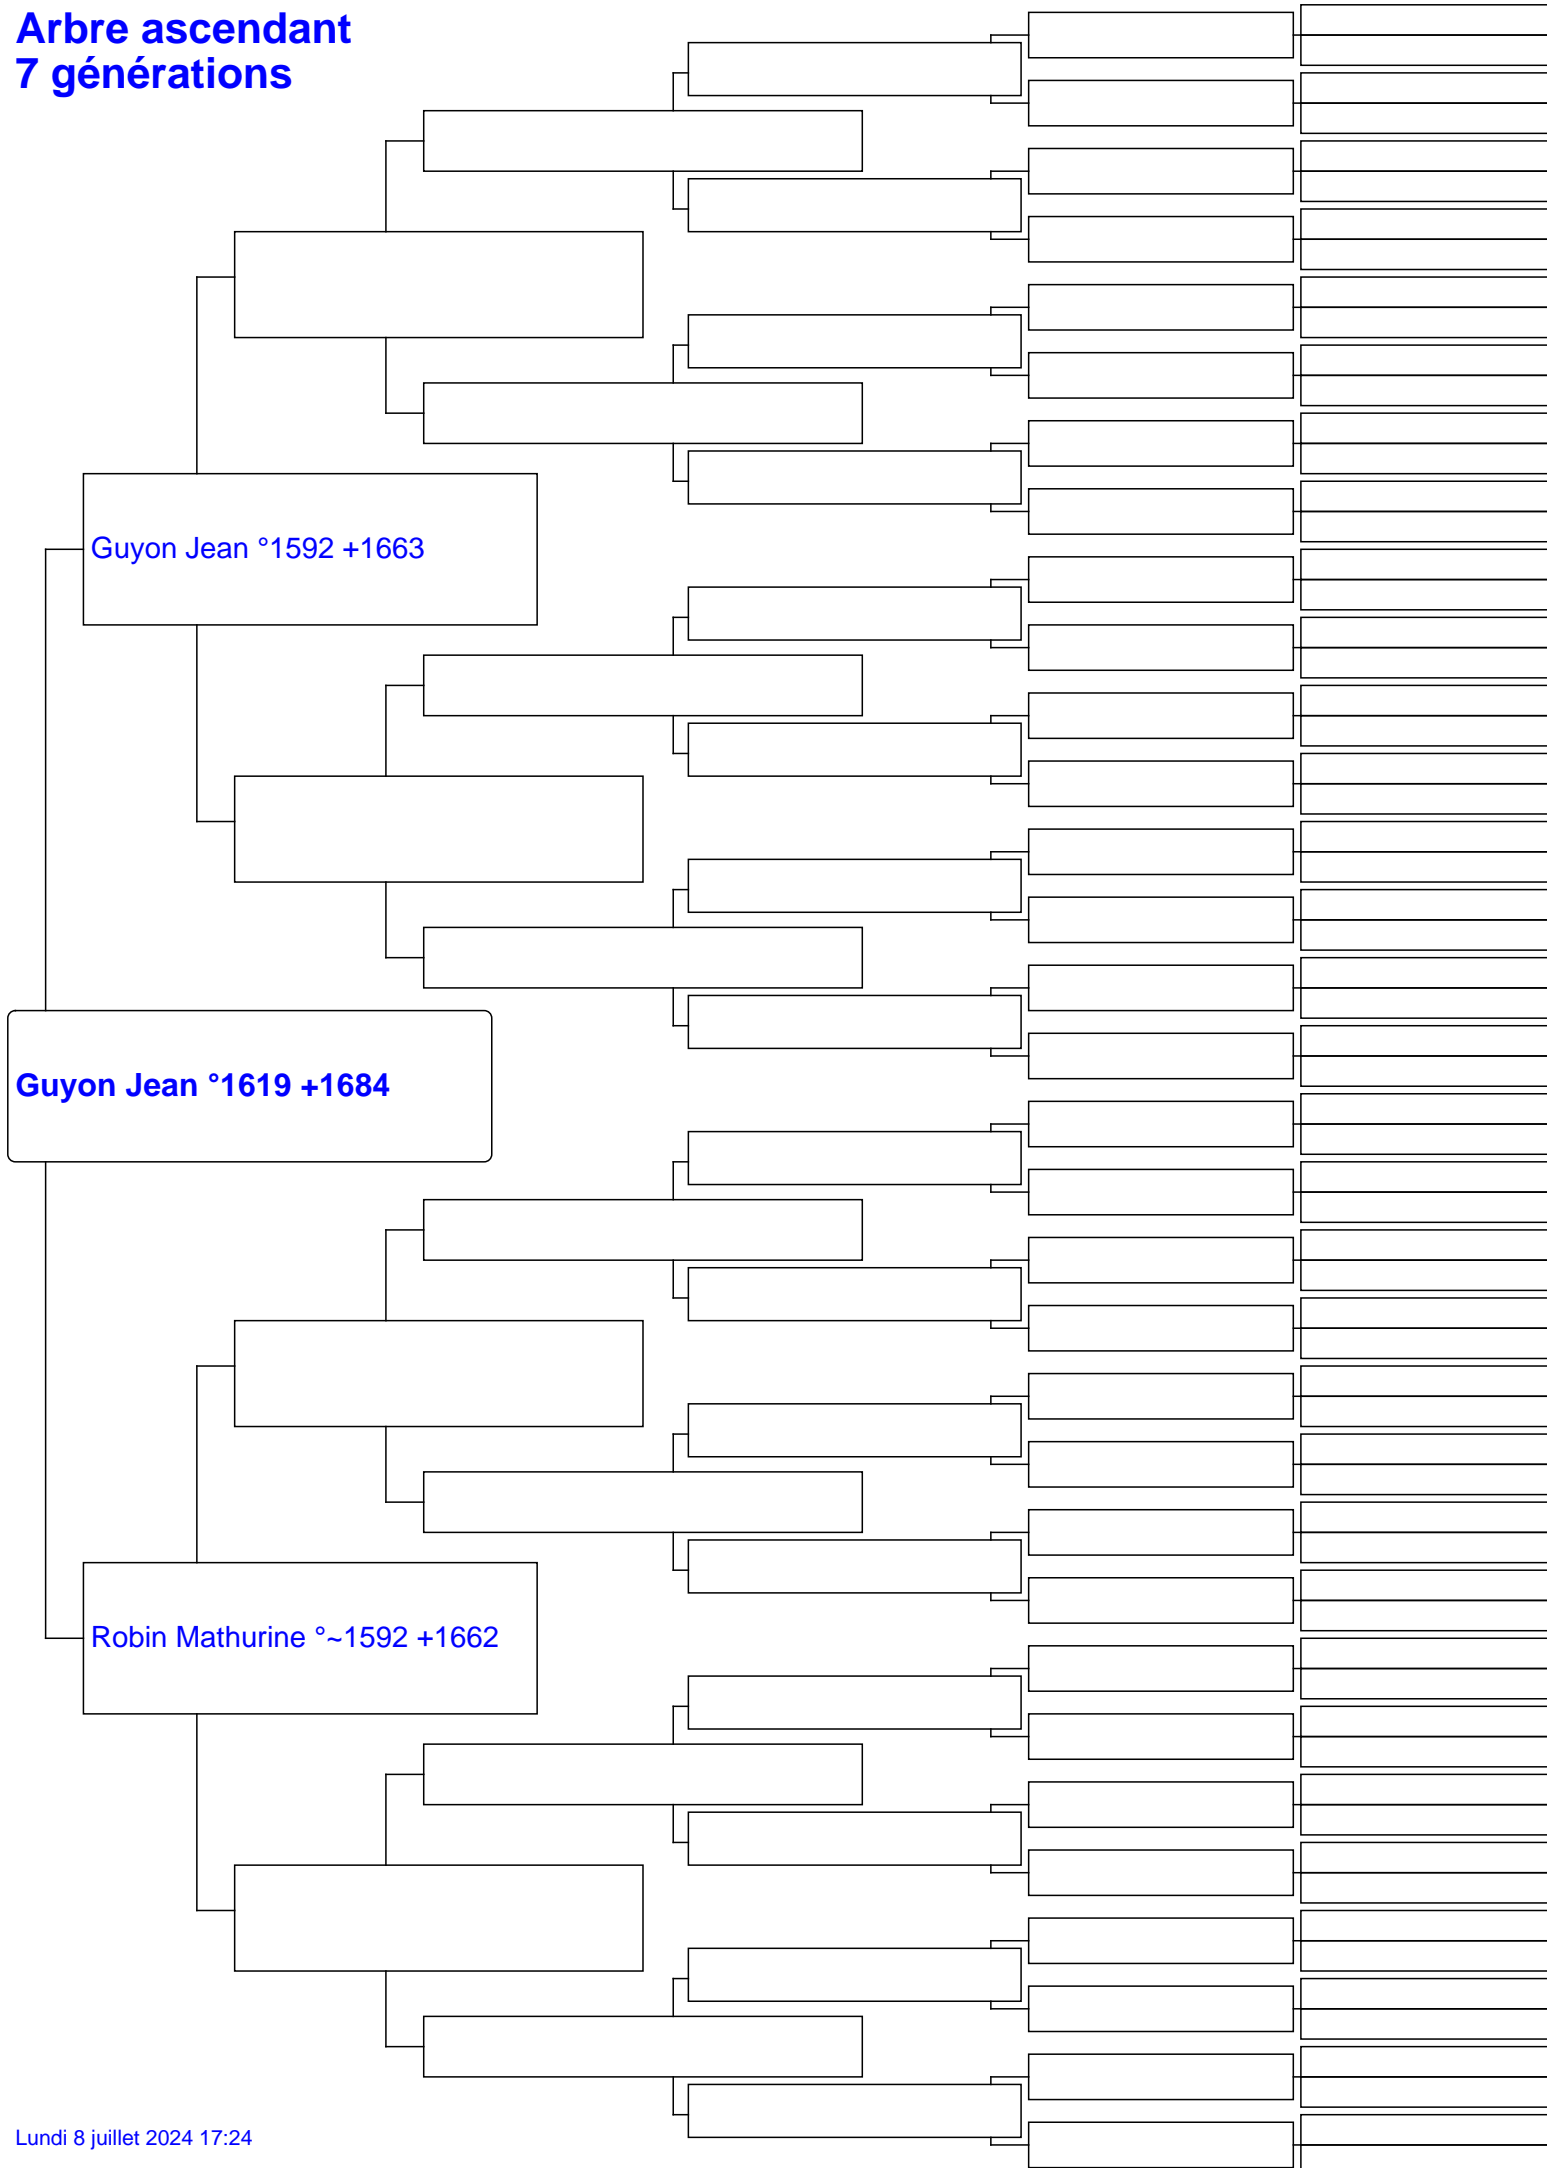 Arbre ascendant
7 générations
Guyon Jean °1592 +1663
Guyon Jean °1619 +1684
Robin Mathurine °~1592 +1662
Lundi 8 juillet 2024 17:24